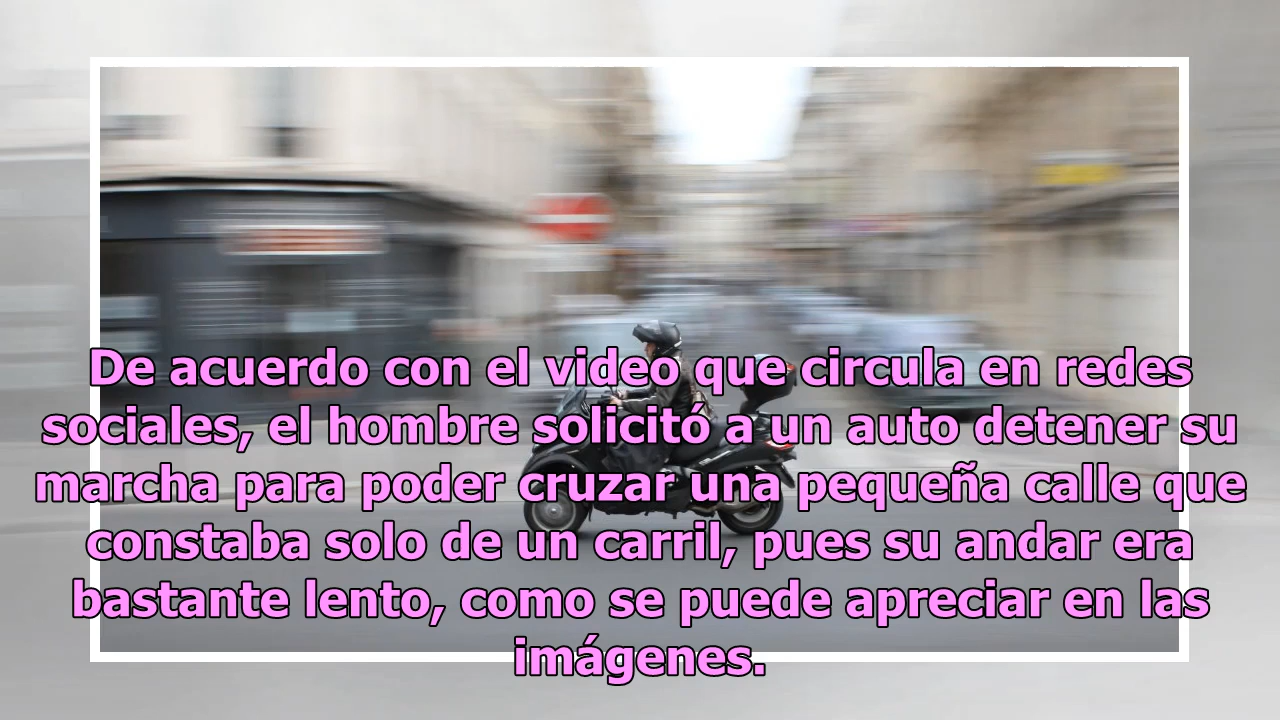 De acuerdo con el video que circula en redes
sociales, el hombre solicitó a un auto detener su
marcha para poder cruzar una pequeña calle que
constaba solo de un carril, pues su andar era
bastante lento, como se puede apreciar en las
imágenes.